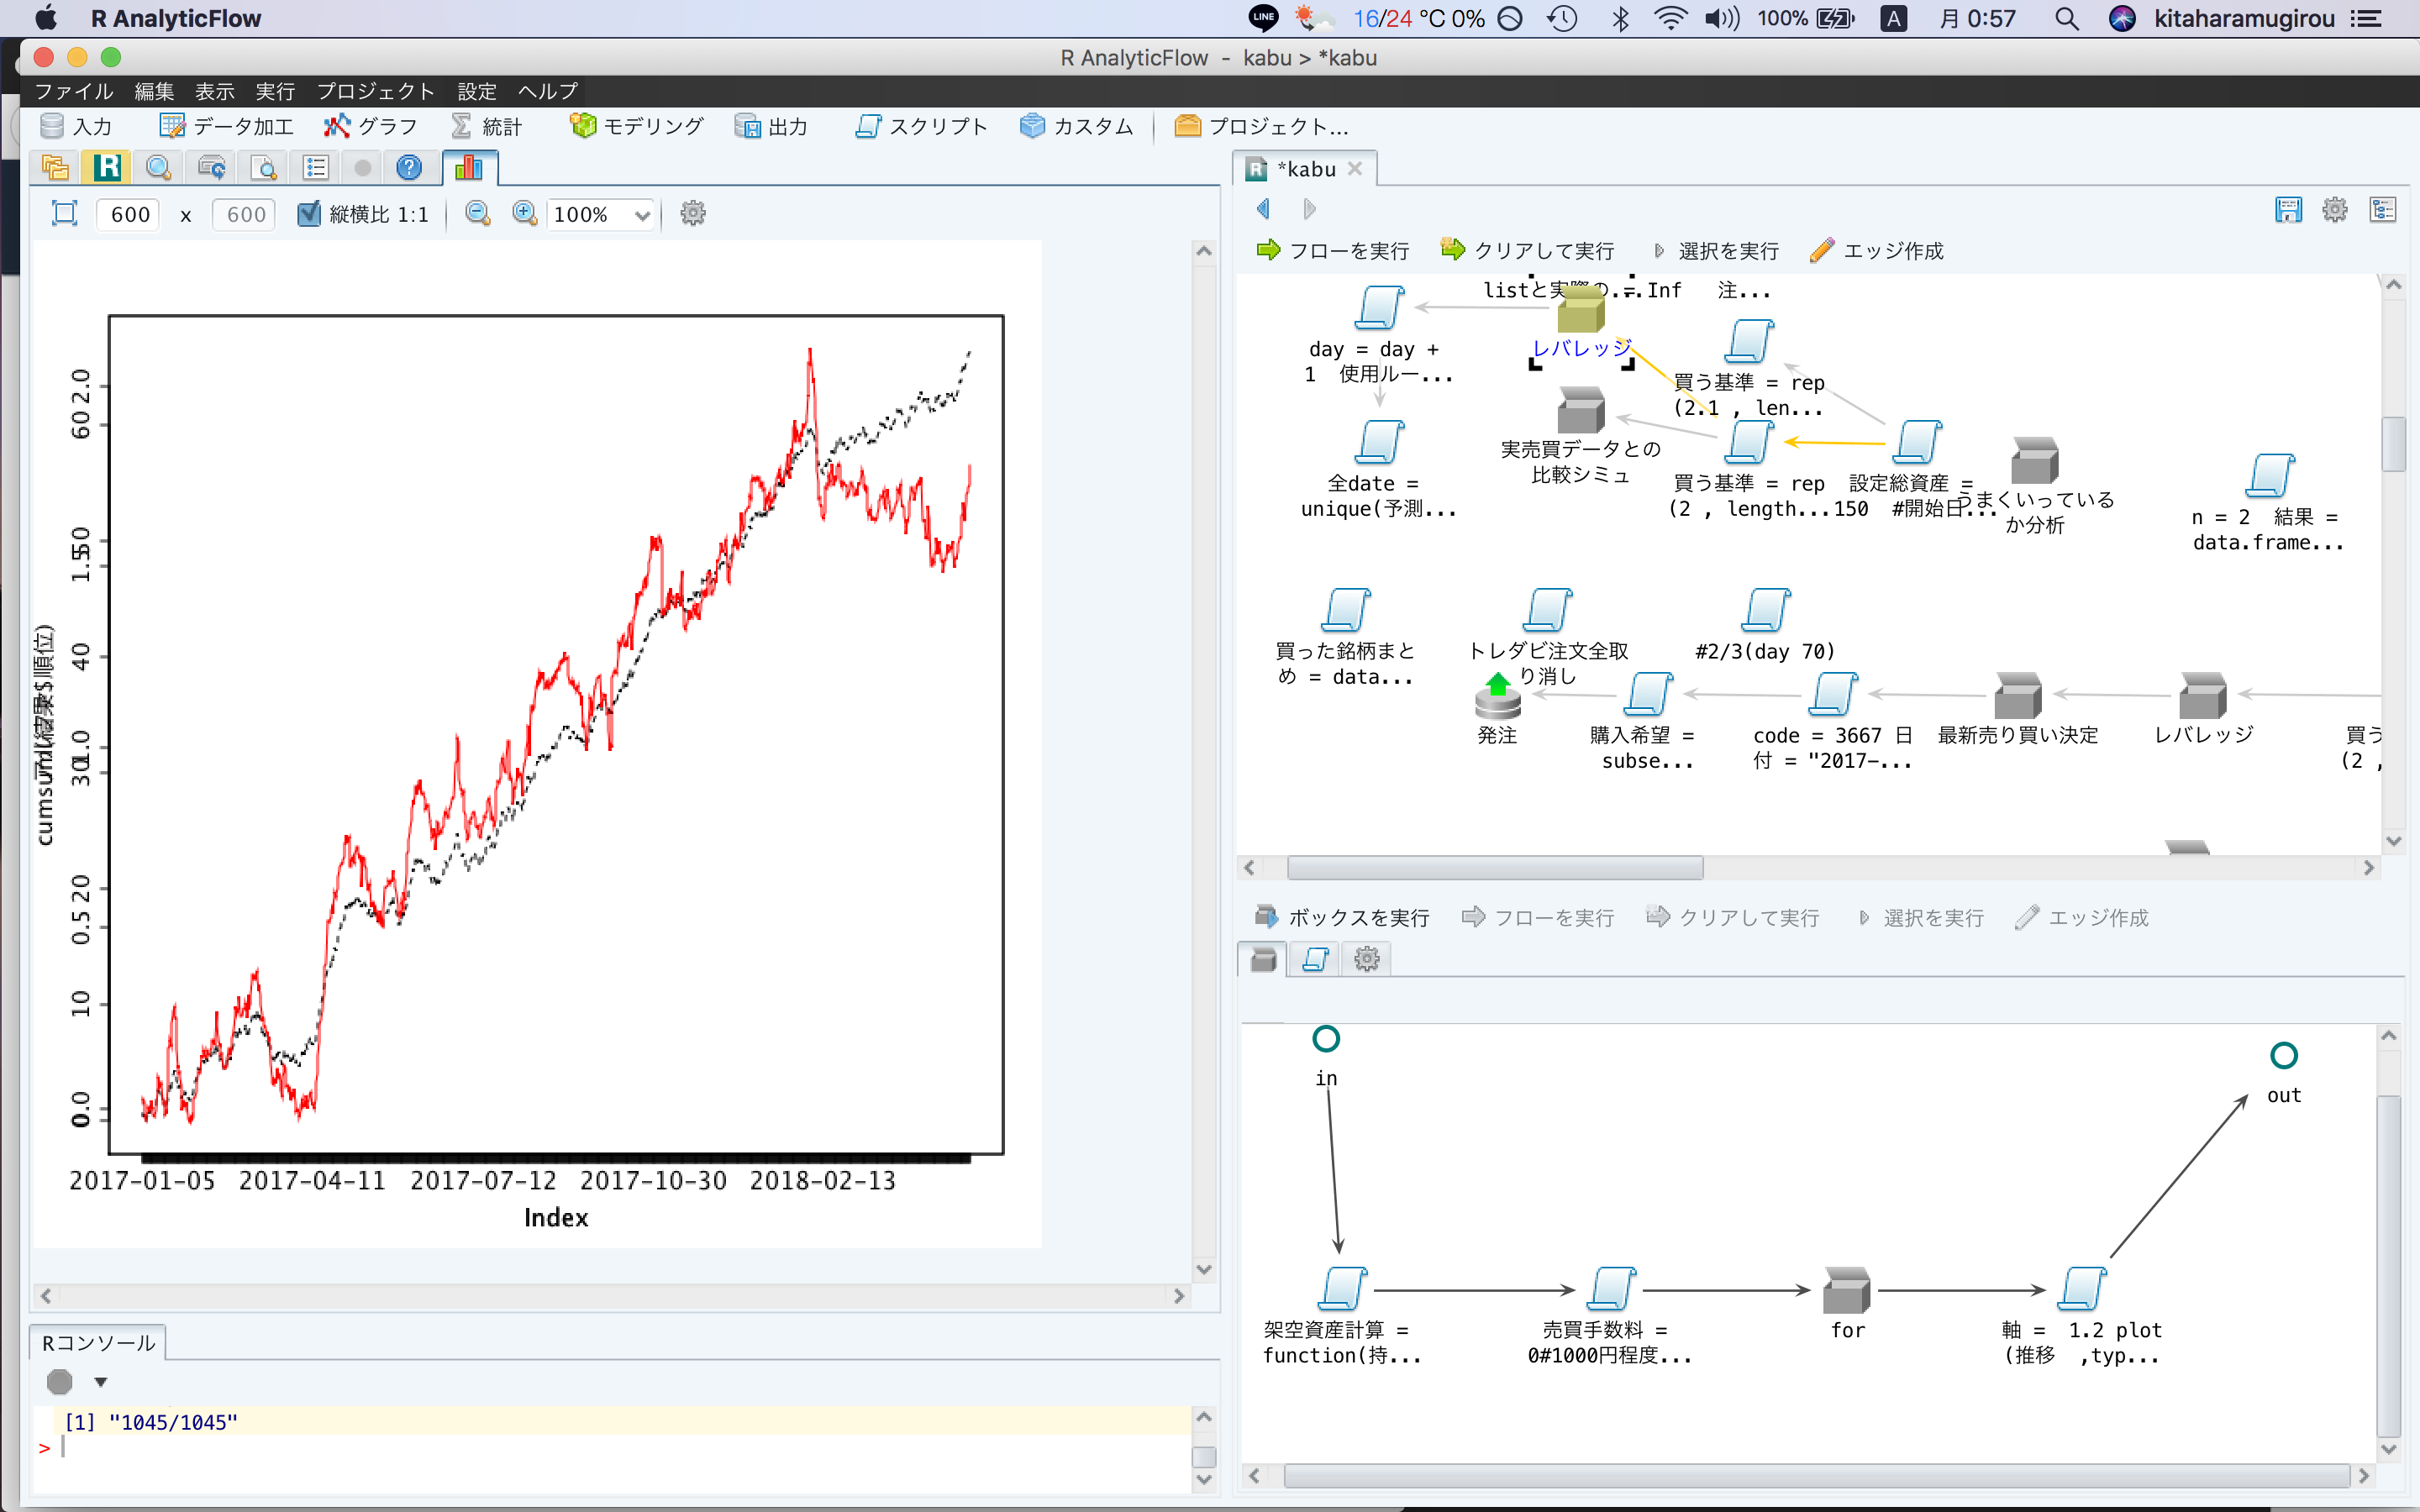 R AnalyticFlow
LINE
16/24 °C 0%
100%
A
月 0:57
kitaharamugirou
R AnalyticFlow - kabu > *kabu
ファイル 編集 表示 実行 プロジェクト 設定 ヘルプ
入力 データ加工 グラフ 統計 モデリング 出力 スクリプト カスタム プロジェクト...
600 x 600 縦横比 1:1 100%
2.0
60
50
1.5
40
1.0
30
20
0.5
10
0.0
0
2017-01-05 2017-04-11 2017-07-12 2017-10-30 2018-02-13
Index
Rコンソール
[1] "1045/1045"
>
*kabu
フローを実行 クリアして実行 選択を実行 エッジ作成
= Inf 注...
day = day +
1 使用ルー...
レバレッジ
買う基準 = rep
(2.1 , len...
全date =
unique(予測...
実売買データとの
比較シミュ
買う基準 = rep
(2 , length...
設定総資産 =
150 #開始日...
うまくいっている
か分析
n = 2 結果 =
data.frame...
買った銘柄まと
め = data...
トレダビ注文全取
り消し
#2/3(day 70)
発注
購入希望 =
subse...
code = 3667 日
付 = "2017-...
最新売り買い決定
レバレッジ
買う
(2 ,
ボックスを実行 フローを実行 クリアして実行 選択を実行 エッジ作成
in
out
架空資産計算 =
function(持...
売買手数料 =
0#1000円程度...
for
軸 = 1.2 plot
(推移 ,typ...